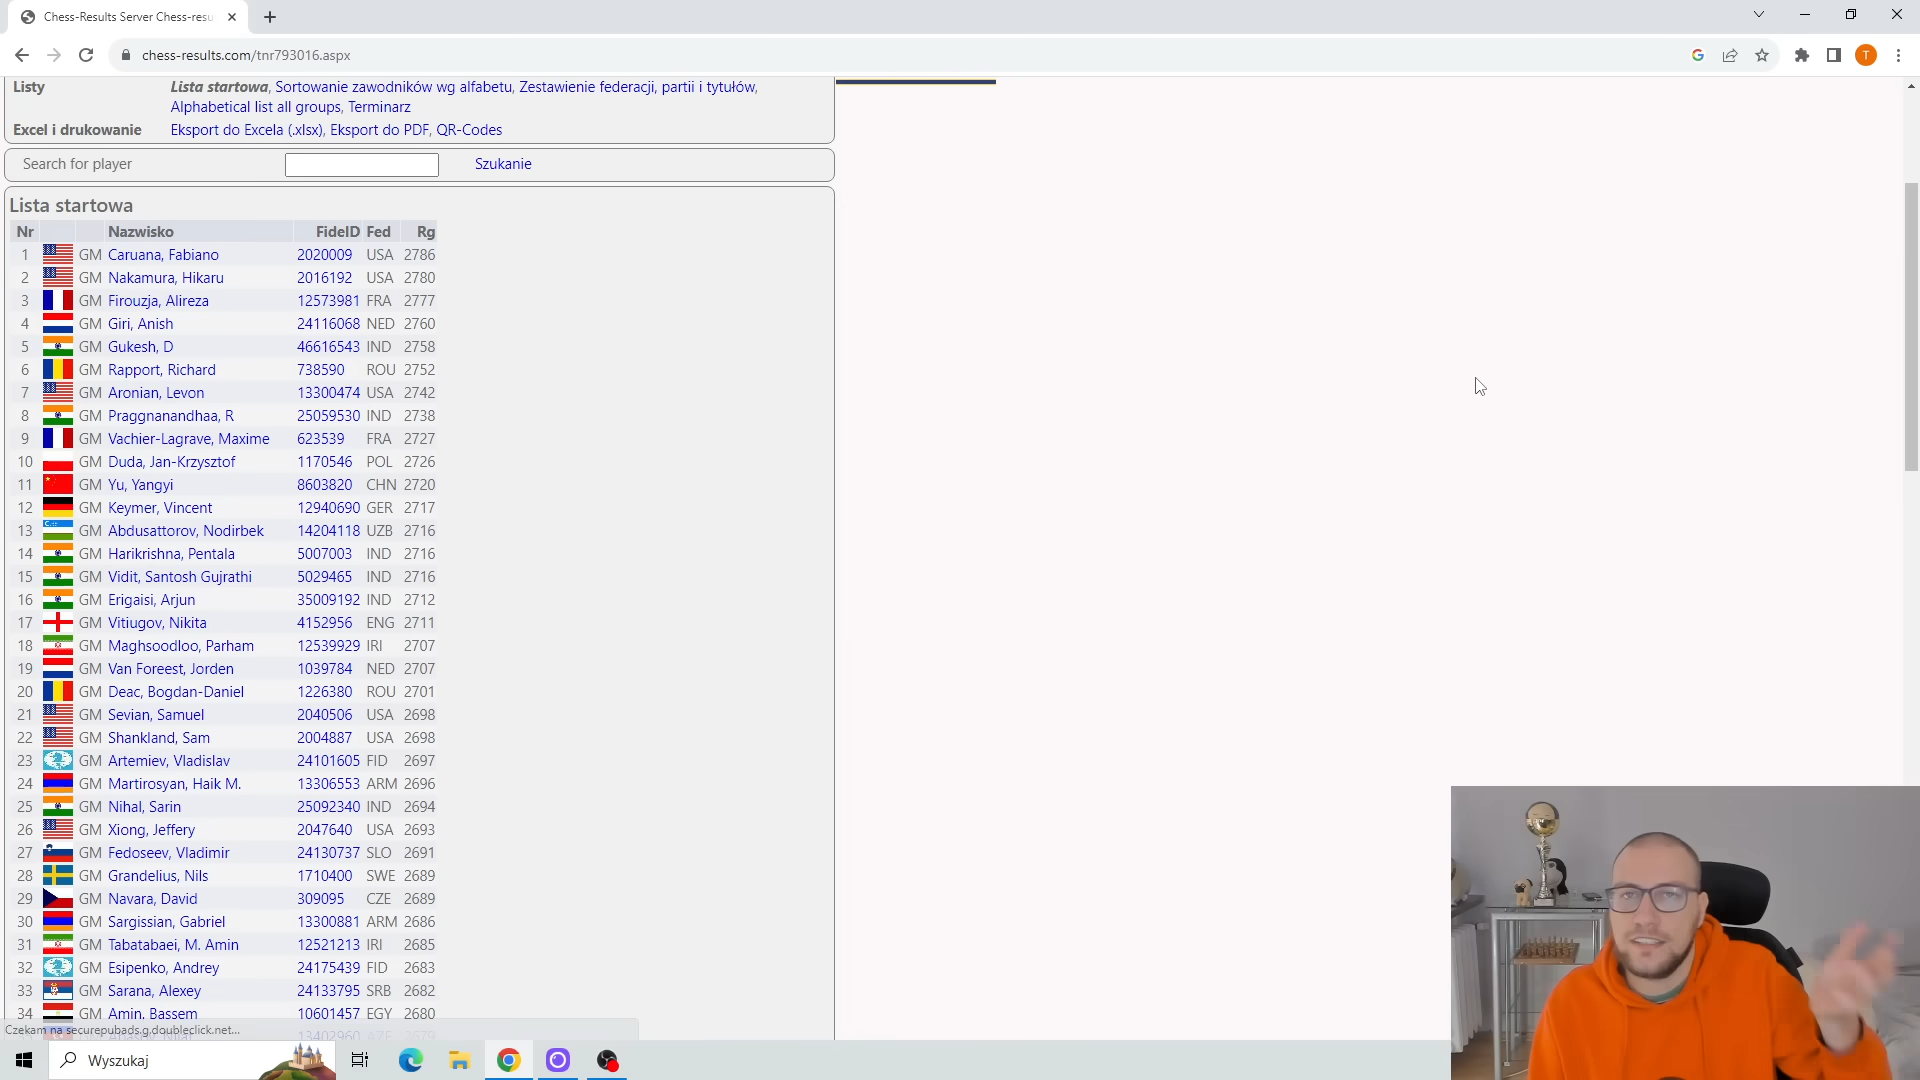 Chess-Results Server Chess-resu
chess-results.com/tnr793016.aspx
T
Listy Lista startowa, Sortowanie zawodników wg alfabetu, Zestawienie federacji, partii i tytułów,
Alphabetical list all groups, Terminarz
Excel i drukowanie Eksport do Excela (.xlsx), Eksport do PDF, QR-Codes
Search for player Szukanie
Lista startowa
Nr Nazwisko FideID Fed Rg
1 GM Caruana, Fabiano 2020009 USA 2786
2 GM Nakamura, Hikaru 2016192 USA 2780
3 GM Firouzja, Alireza 12573981 FRA 2777
4 GM Giri, Anish 24116068 NED 2760
5 GM Gukesh, D 46616543 IND 2758
6 GM Rapport, Richard 738590 ROU 2752
7 GM Aronian, Levon 13300474 USA 2742
8 GM Praggnanandhaa, R 25059530 IND 2738
9 GM Vachier-Lagrave, Maxime 623539 FRA 2727
10 GM Duda, Jan-Krzysztof 1170546 POL 2726
11 GM Yu, Yangyi 8603820 CHN 2720
12 GM Keymer, Vincent 12940690 GER 2717
13 GM Abdusattorov, Nodirbek 14204118 UZB 2716
14 GM Harikrishna, Pentala 5007003 IND 2716
15 GM Vidit, Santosh Gujrathi 5029465 IND 2716
16 GM Erigaisi, Arjun 35009192 IND 2712
17 GM Vitiugov, Nikita 4152956 ENG 2711
18 GM Maghsoodloo, Parham 12539929 IRI 2707
19 GM Van Foreest, Jorden 1039784 NED 2707
20 GM Deac, Bogdan-Daniel 1226380 ROU 2701
21 GM Sevian, Samuel 2040506 USA 2698
22 GM Shankland, Sam 2004887 USA 2698
23 GM Artemiev, Vladislav 24101605 FID 2697
24 GM Martirosyan, Haik M. 13306553 ARM 2696
25 GM Nihal, Sarin 25092340 IND 2694
26 GM Xiong, Jeffery 2047640 USA 2693
27 GM Fedoseev, Vladimir 24130737 SLO 2691
28 GM Grandelius, Nils 1710400 SWE 2689
29 GM Navara, David 309095 CZE 2689
30 GM Sargissian, Gabriel 13300881 ARM 2686
31 GM Tabatabaei, M. Amin 12521213 IRI 2685
32 GM Esipenko, Andrey 24175439 FID 2683
33 GM Sarana, Alexey 24133795 SRB 2682
34 GM Amin, Bassem 10601457 EGY 2680
Czekam na securepubads.g.doubleclick.net...
Wyszukaj